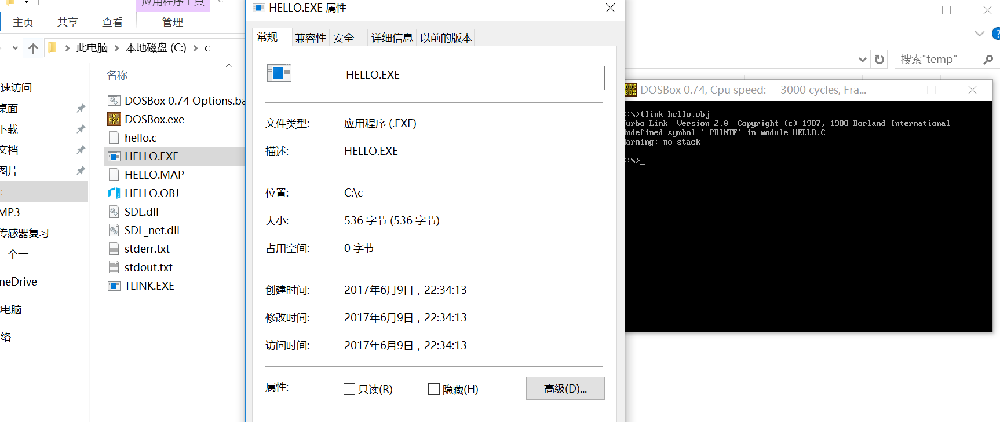 应用程序工具
主页
共享
查看
管理
此电脑
本地磁盘 (C:)
c
名称
速访问
桌面
下载
文档
图片
c
MP3
传感器复习
三个一
neDrive
电脑
络
DOSBox 0.74 Options.ba
DOSBox.exe
hello.c
HELLO.EXE
HELLO.MAP
HELLO.OBJ
SDL.dll
SDL_net.dll
stderr.txt
stdout.txt
TLINK.EXE
HELLO.EXE 属性
常规
兼容性
安全
详细信息
以前的版本
HELLO.EXE
文件类型: 应用程序 (.EXE)
描述: HELLO.EXE
位置: C:\c
大小: 536 字节 (536 字节)
占用空间: 0 字节
创建时间: 2017年6月9日，22:34:13
修改时间: 2017年6月9日，22:34:13
访问时间: 2017年6月9日，22:34:13
属性: 只读(R) 隐藏(H) 高级(D)...
搜索"temp"
DOSBox 0.74, Cpu speed: 3000 cycles, Fra...
:\>tlink hello.obj
urbo Link Version 2.0 Copyright (c) 1987, 1988 Borland International
ndefined symbol '_PRINTF' in module HELLO.C
arning: no stack
:\>_